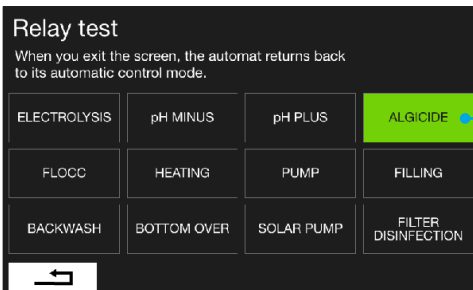 Relay test
When you exit the screen, the automat returns back
to its automatic control mode.
ELECTROLYSIS
pH MINUS
pH PLUS
ALGICIDE
FLOCC
HEATING
PUMP
FILLING
BACKWASH
BOTTOM OVER
SOLAR PUMP
FILTER
DISINFECTION